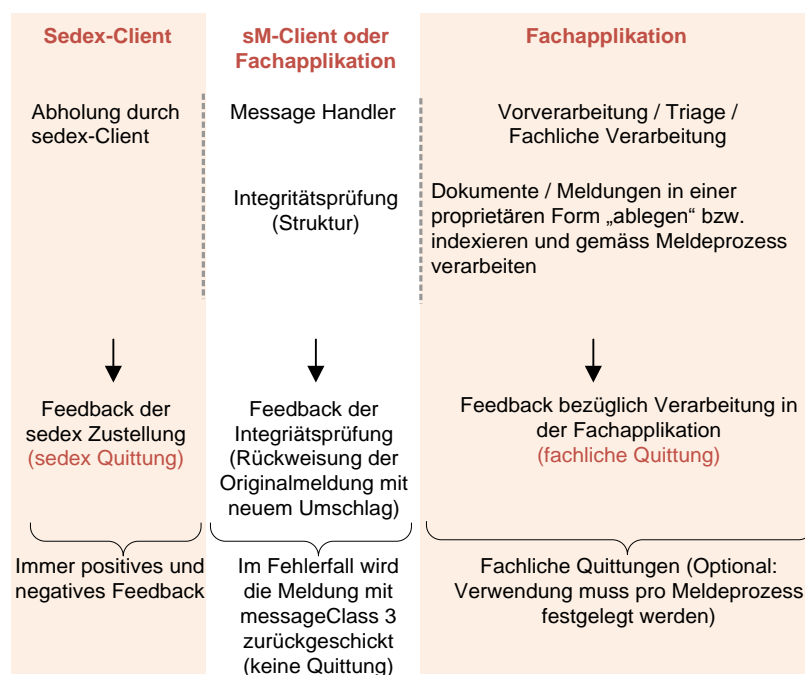 Sedex-Client
sM-Client oder
Fachapplikation
Fachapplikation
Abholung durch
sedex-Client
Message Handler
Vorverarbeitung / Triage /
Fachliche Verarbeitung
Integritätsprüfung
(Struktur)
Dokumente / Meldungen in einer
proprietären Form „ablegen“ bzw.
indexieren und gemäss Meldeprozess
verarbeiten
Feedback der
sedex Zustellung
(sedex Quittung)
Feedback der
Integriätsprüfung
(Rückweisung der
Originalmeldung mit
neuem Umschlag)
Feedback bezüglich Verarbeitung in
der Fachapplikation
(fachliche Quittung)
Immer positives und
negatives Feedback
Im Fehlerfall wird
die Meldung mit
messageClass 3
zurückgeschickt
(keine Quittung)
Fachliche Quittungen (Optional:
Verwendung muss pro Meldeprozess
festgelegt werden)